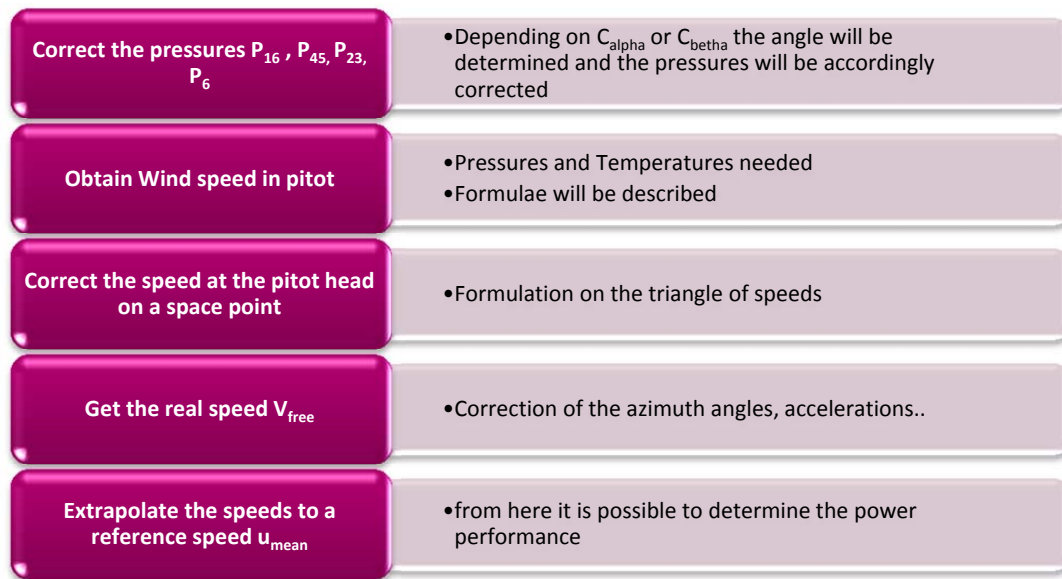 Correct the pressures P16 , P45, P23,
P6
•Depending on Calpha or Cbetha the angle will be
determined and the pressures will be accordingly
corrected
Obtain Wind speed in pitot
•Pressures and Temperatures needed
•Formulae will be described
Correct the speed at the pitot head
on a space point
•Formulation on the triangle of speeds
Get the real speed Vfree
•Correction of the azimuth angles, accelerations..
Extrapolate the speeds to a
reference speed umean
•from here it is possible to determine the power
performance